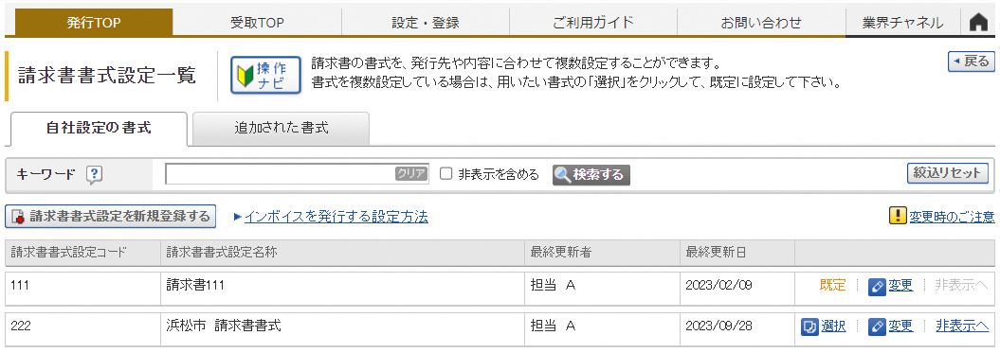 発行TOP 受取TOP 設定・登録 ご利用ガイド お問い合わせ 業界チャネル
請求書書式設定一覧
操作ナビ
請求書の書式を、発行先や内容に合わせて複数設定することができます。
書式を複数設定している場合は、用いたい書式の「選択」をクリックして、既定に設定して下さい。
戻る
自社設定の書式 追加された書式
キーワード ? クリア 非表示を含める 検索する 絞込リセット
請求書書式設定を新規登録する インボイスを発行する設定方法 変更時のご注意
請求書書式設定コード 請求書書式設定名称 最終更新者 最終更新日
111 請求書111 担当 A 2023/02/09 既定 変更 非表示へ
222 浜松市 請求書書式 担当 A 2023/09/28 選択 変更 非表示へ